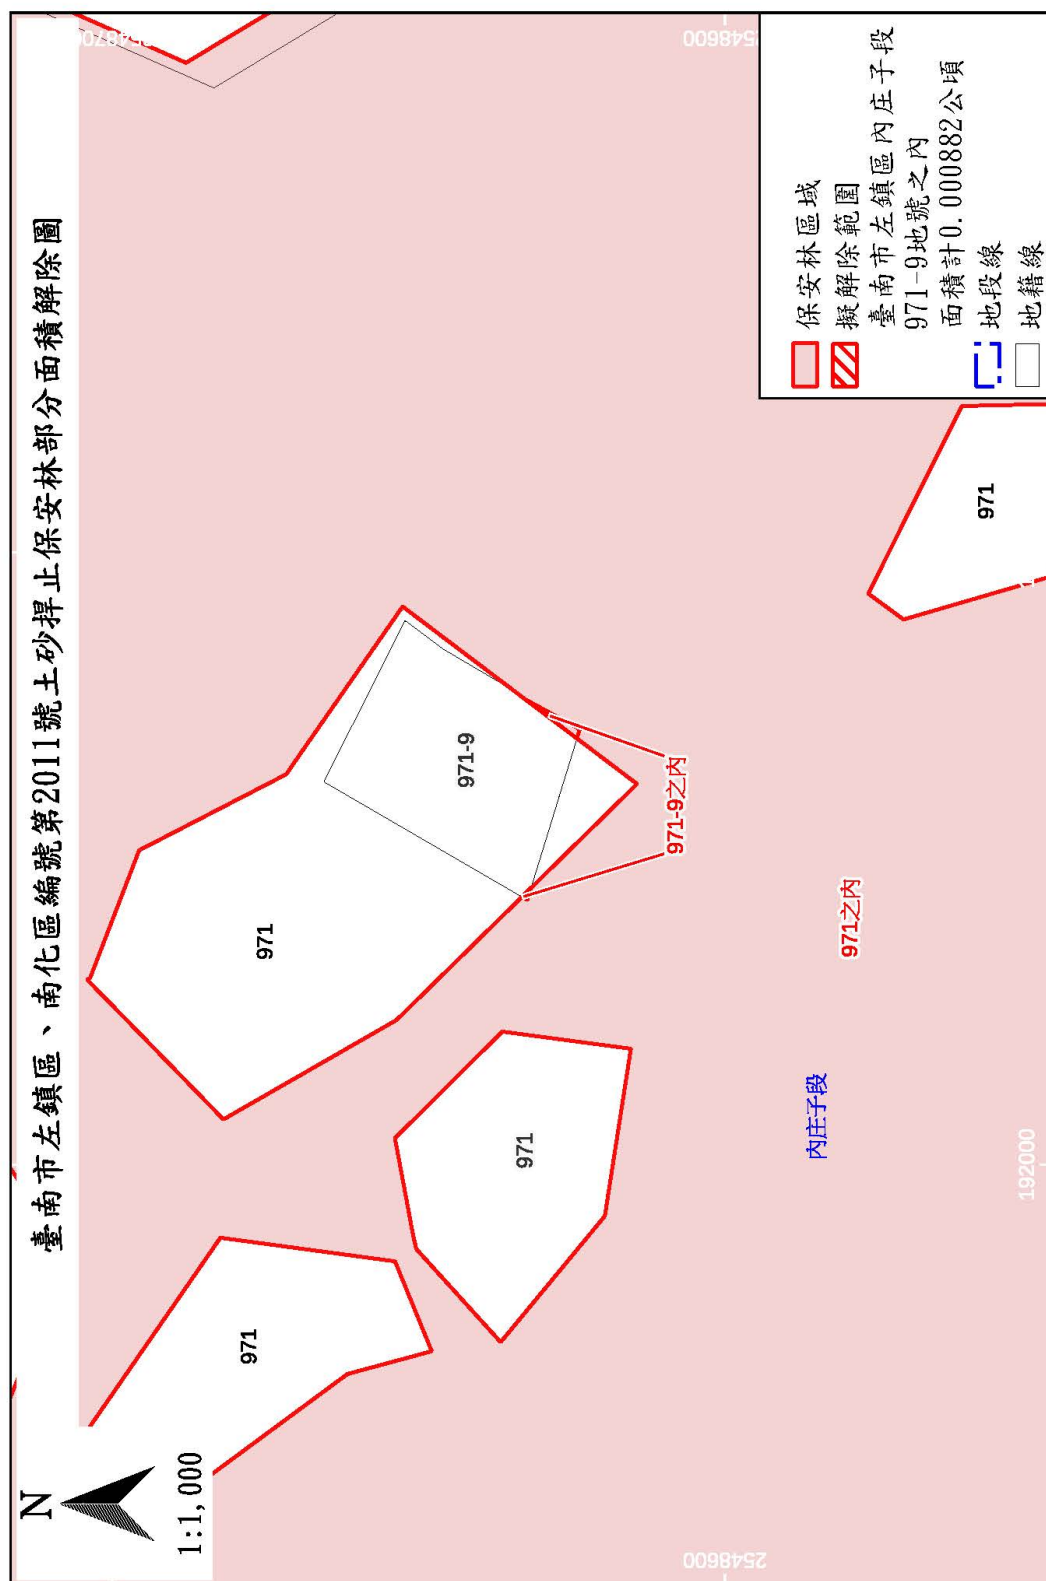 臺南市左鎮區、南化區編號第2011號土砂捍止保安林部分面積解除圖
N
1:1,000
2548600
2548600
192000
971
971
971
971-9
971-9之內
971之內
內庄子段
971
保安林區域
擬解除範圍
臺南市左鎮區內庄子段
971-9地號之內
面積計0.000882公頃
地段線
地籍線